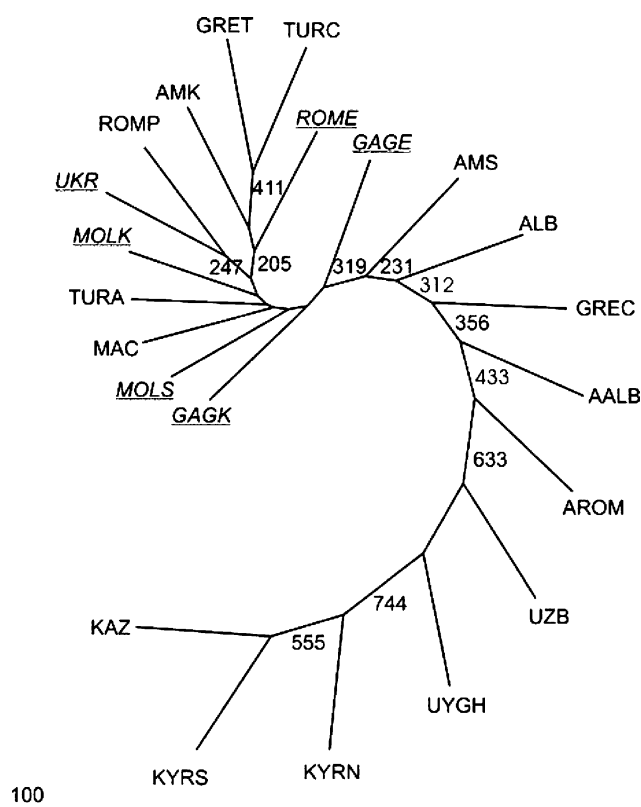 GRET
TURC
AMK
ROME
ROMP
GAGE
AMS
UKR
411
ALB
MOLK
247
205
319
231
312
TURA
GREC
356
MAC
433
MOLS
AALB
GAGK
633
AROM
UZB
744
KAZ
555
UYGH
KYRS
KYRN
100